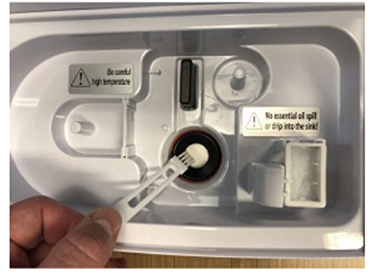 Be careful
high temperature
No essential oil spill
or drip into the sink!